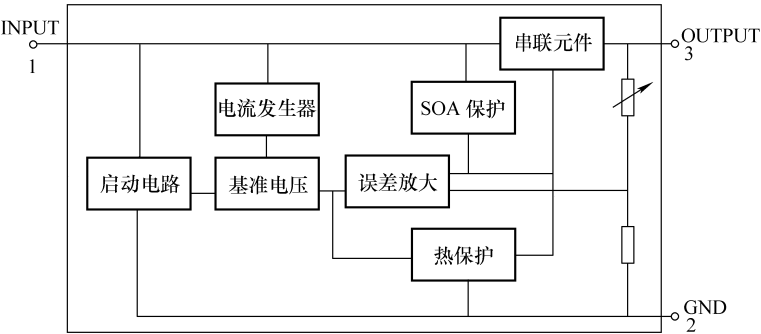 INPUT
1
串联元件
OUTPUT
3
电流发生器
SOA 保护
启动电路
基准电压
误差放大
热保护
GND
2